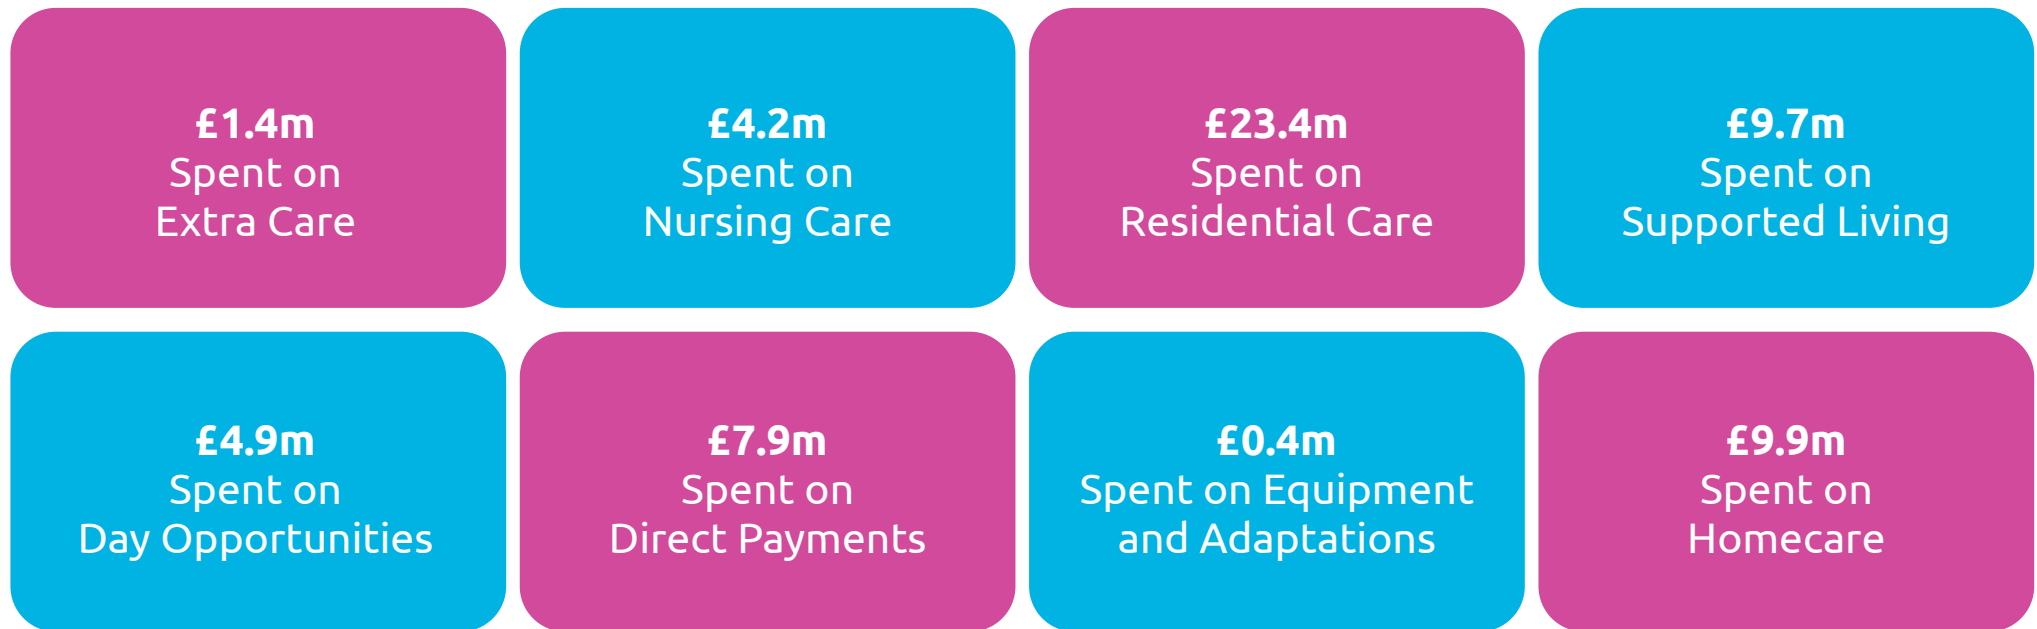 £1.4m
Spent on
Extra Care
£4.2m
Spent on
Nursing Care
£23.4m
Spent on
Residential Care
£9.7m
Spent on
Supported Living
£4.9m
Spent on
Day Opportunities
£7.9m
Spent on
Direct Payments
£0.4m
Spent on Equipment
and Adaptations
£9.9m
Spent on
Homecare